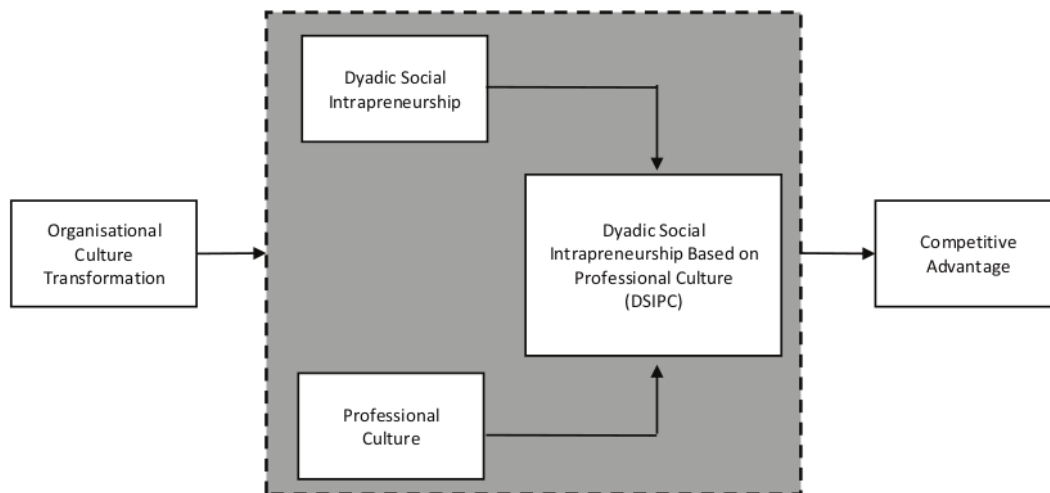 Dyadic Social
Intrapreneurship
Organisational
Culture
Transformation
Dyadic Social
Intrapreneurship Based on
Professional Culture
(DSIPC)
Competitive
Advantage
Professional
Culture